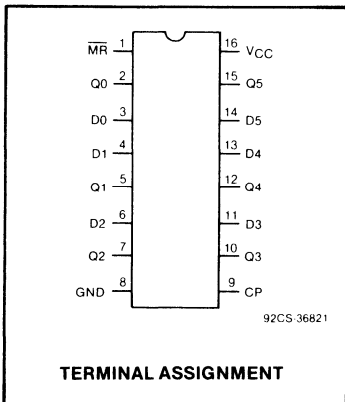 M̅R̅ 1 16 VCC
Q0 2 15 Q5
D0 3 14 D5
D1 4 13 D4
Q1 5 12 Q4
D2 6 11 D3
Q2 7 10 Q3
GND 8 9 CP
92CS-36821
TERMINAL ASSIGNMENT